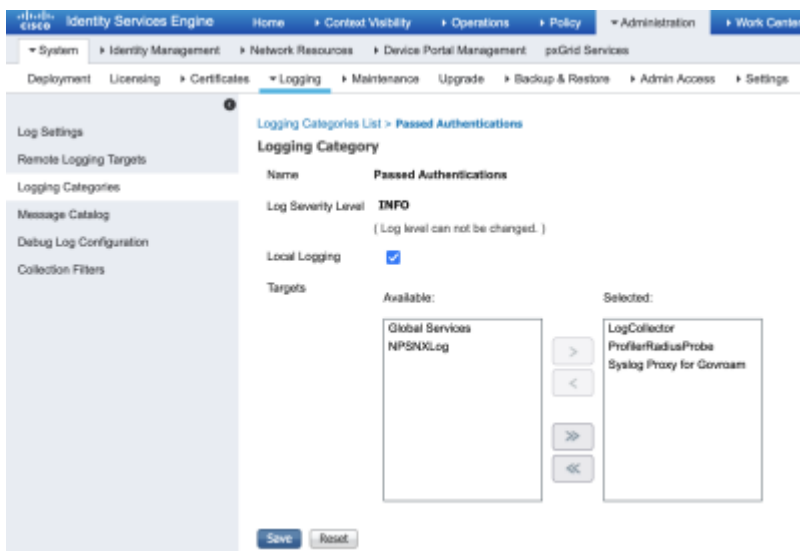 cisco Identity Services Engine Home Context Visibility Operations Policy Administration Work Center
System Identity Management Network Resources Device Portal Management pxGrid Services
Deployment Licensing Certificates Logging Maintenance Upgrade Backup & Restore Admin Access Settings
Log Settings
Remote Logging Targets
Logging Categories
Message Catalog
Debug Log Configuration
Collection Filters
Logging Categories List > Passed Authentications
Logging Category
Name Passed Authentications
Log Severity Level INFO
( Log level can not be changed. )
Local Logging
Targets
Available: Selected:
Global Services
NPSNXLog
LogCollector
ProfilerRadiusProbe
Syslog Proxy for Govroam
Save Reset